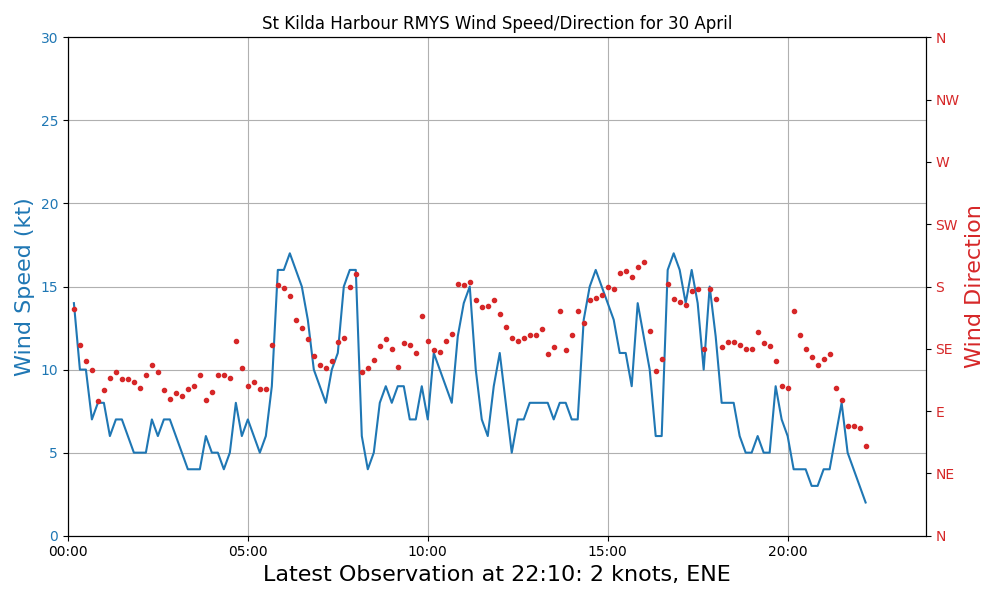 St Kilda Harbour RMYS Wind Speed/Direction for 30 April
Wind Speed (kt)
30
25
20
15
10
5
0
00:00
05:00
10:00
15:00
20:00
N
NW
W
SW
S
SE
E
NE
N
Wind Direction
Latest Observation at 22:10: 2 knots, ENE